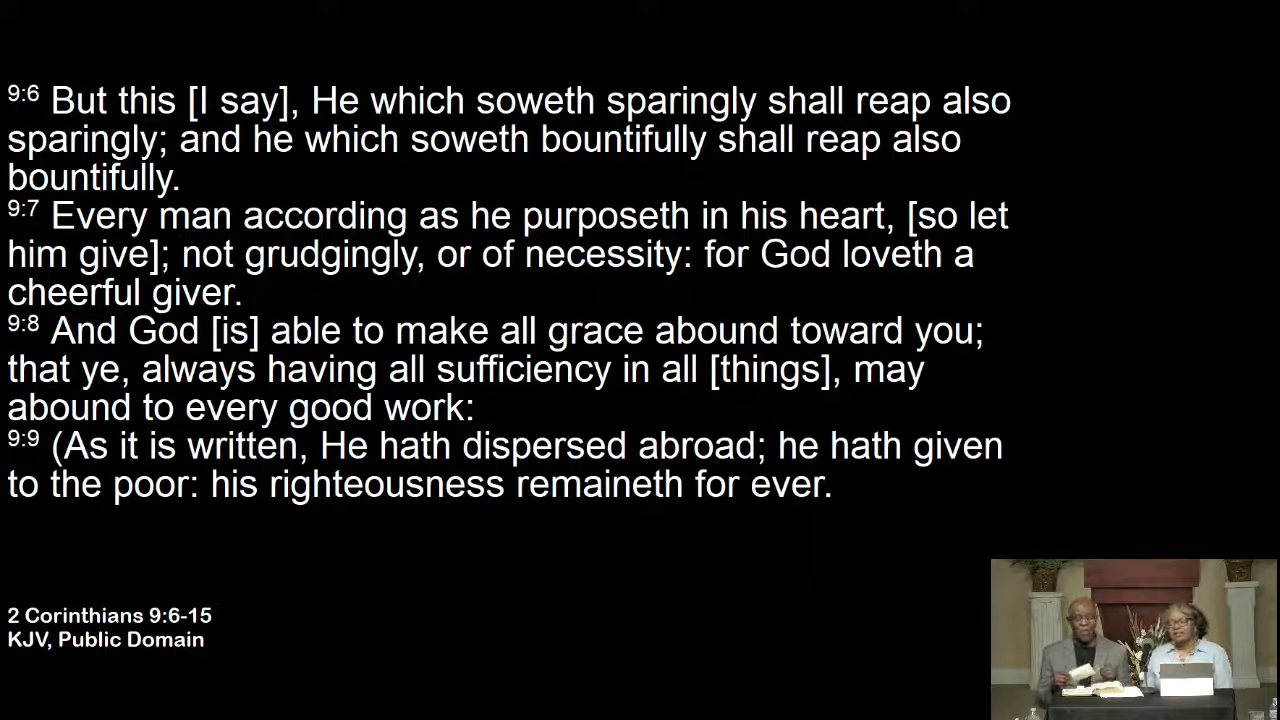 9:6 But this [I say], He which soweth sparingly shall reap also
sparingly; and he which soweth bountifully shall reap also
bountifully.
9:7 Every man according as he purposeth in his heart, [so let
him give]; not grudgingly, or of necessity: for God loveth a
cheerful giver.
9:8 And God [is] able to make all grace abound toward you;
that ye, always having all sufficiency in all [things], may
abound to every good work:
9:9 (As it is written, He hath dispersed abroad; he hath given
to the poor: his righteousness remaineth for ever.
2 Corinthians 9:6-15
KJV, Public Domain